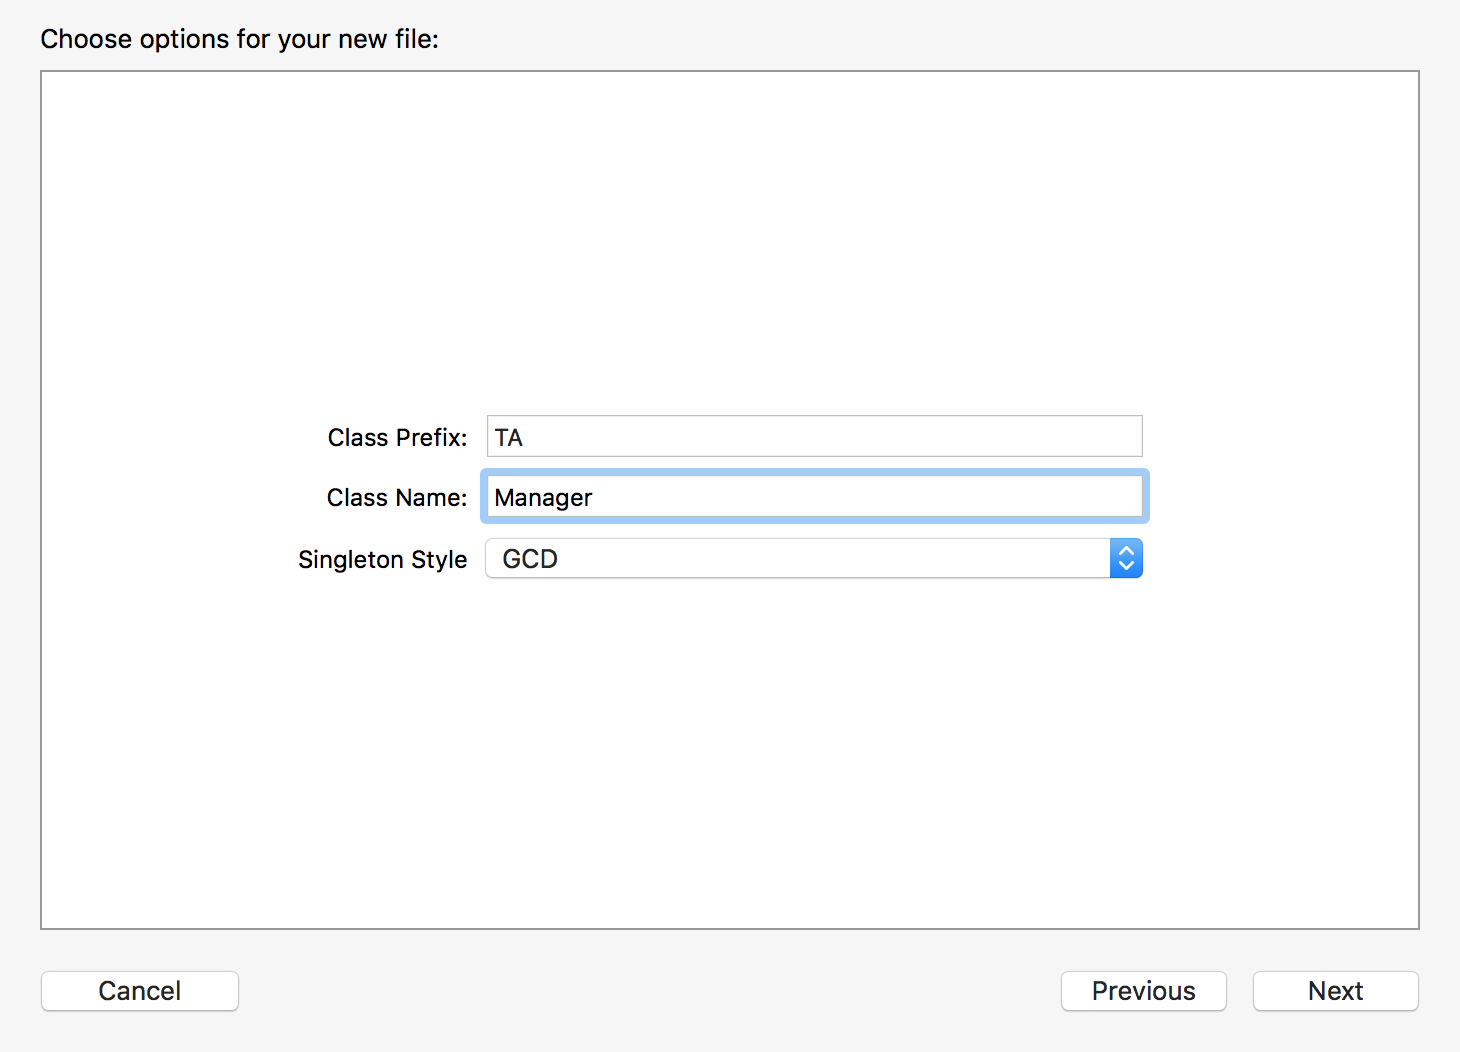 Choose options for your new file:
Class Prefix: TA
Class Name: Manager
Singleton Style GCD
Cancel Previous Next